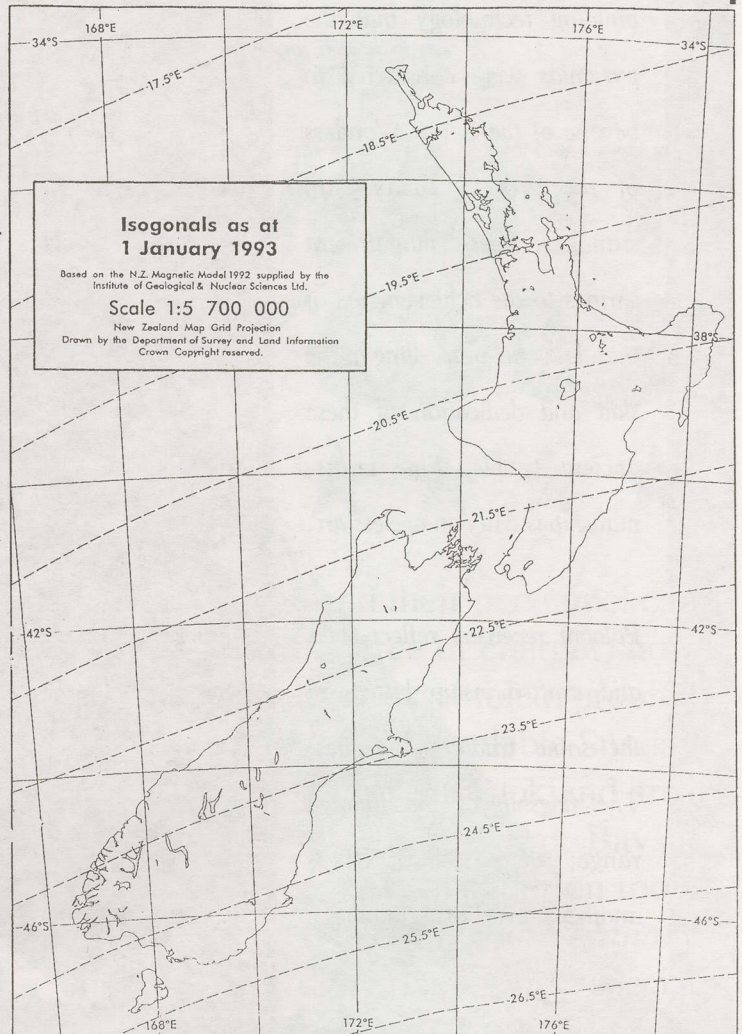 168°E
172°E
176°E
34°S
34°S
17.5°E
18.5°E
Isogonals as at
1 January 1993
Based on the N.Z. Magnetic Model 1992 supplied by the
Institute of Geological & Nuclear Sciences Ltd.
Scale 1:5 700 000
New Zealand Map Grid Projection
Drawn by the Department of Survey and Land Information
Crown Copyright reserved.
19.5°E
38°S
20.5°E
21.5°E
42°S
22.5°E
42°S
23.5°E
24.5°E
46°S
46°S
25.5°E
26.5°E
168°E
172°E
176°E